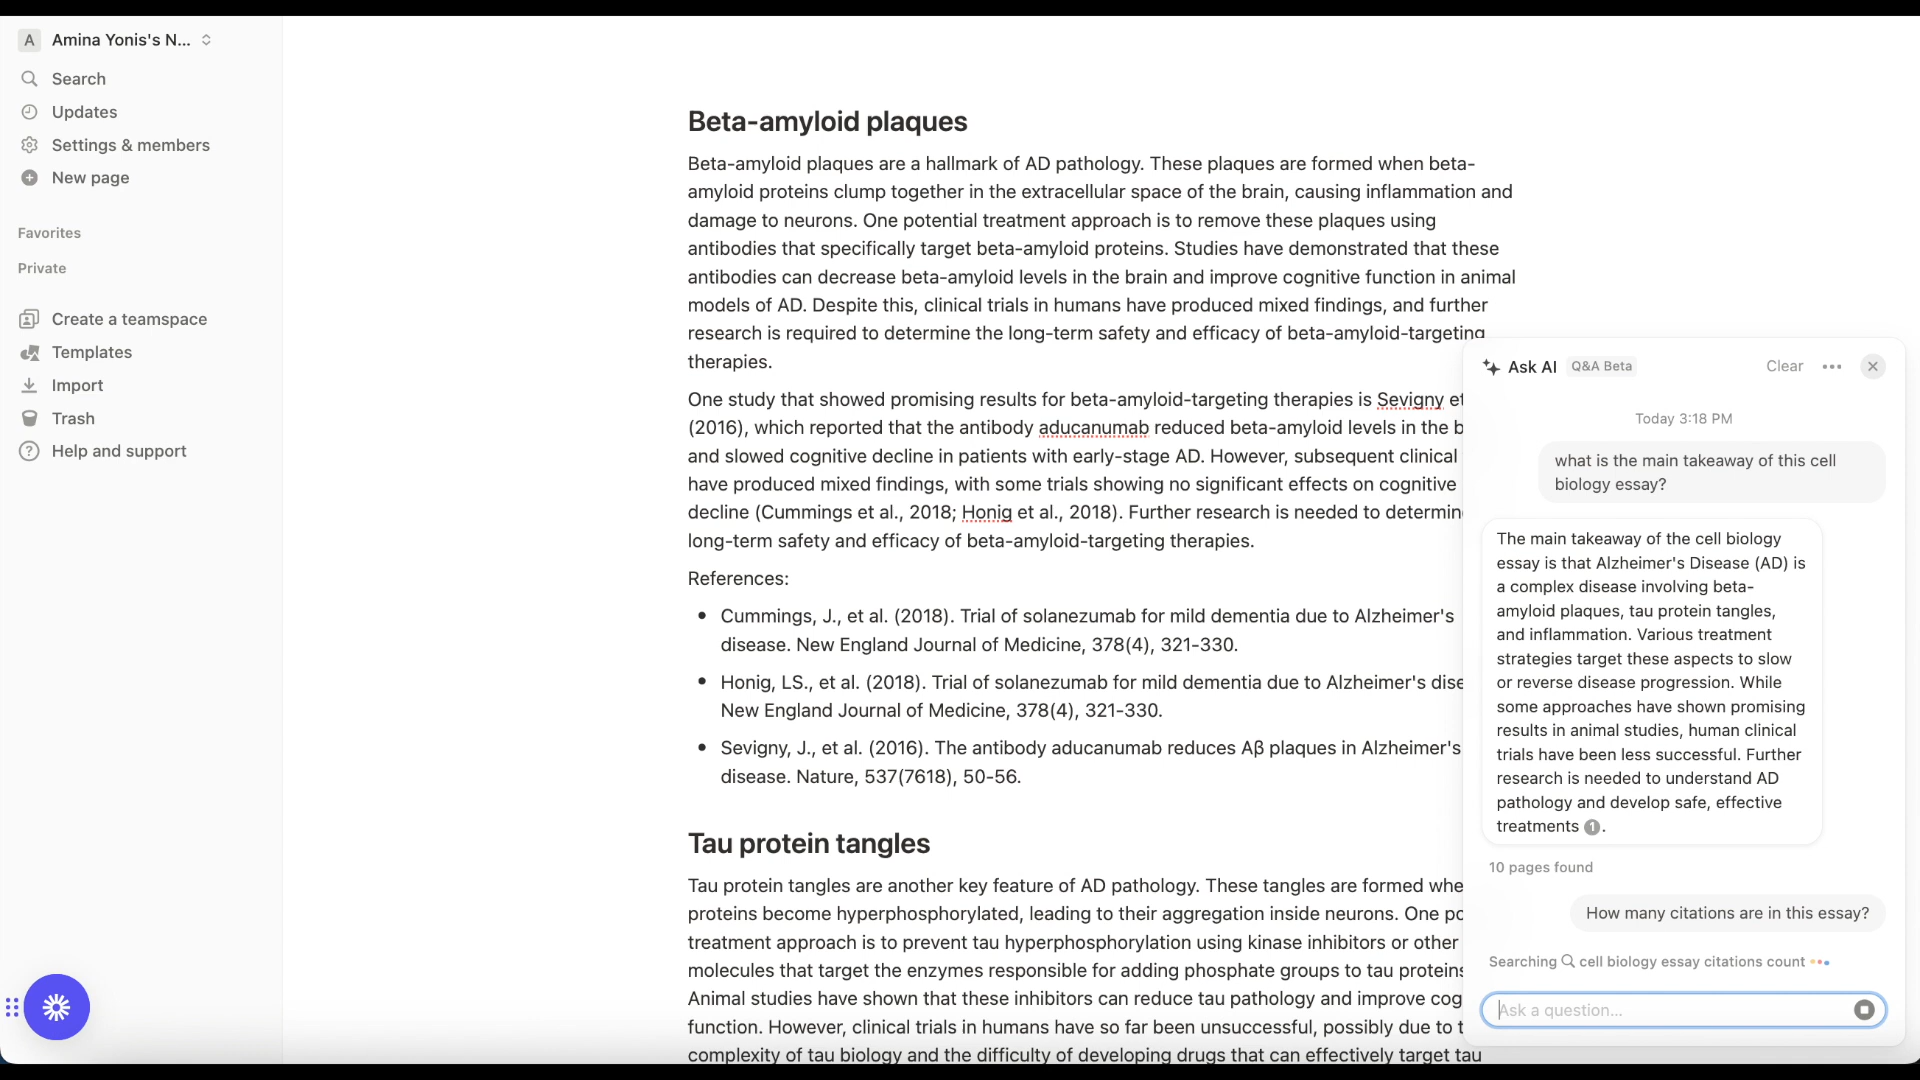 A Amina Yonis's N...
Search
Updates
Settings & members
New page
Favorites
Private
Create a teamspace
Templates
Import
Trash
Help and support
Beta-amyloid plaques
Beta-amyloid plaques are a hallmark of AD pathology. These plaques are formed when beta-
amyloid proteins clump together in the extracellular space of the brain, causing inflammation and
damage to neurons. One potential treatment approach is to remove these plaques using
antibodies that specifically target beta-amyloid proteins. Studies have demonstrated that these
antibodies can decrease beta-amyloid levels in the brain and improve cognitive function in animal
models of AD. Despite this, clinical trials in humans have produced mixed findings, and further
research is required to determine the long-term safety and efficacy of beta-amyloid-targeting
therapies.
One study that showed promising results for beta-amyloid-targeting therapies is Sevigny et
(2016), which reported that the antibody aducanumab reduced beta-amyloid levels in the b
and slowed cognitive decline in patients with early-stage AD. However, subsequent clinical
have produced mixed findings, with some trials showing no significant effects on cognitive
decline (Cummings et al., 2018; Honig et al., 2018). Further research is needed to determin
long-term safety and efficacy of beta-amyloid-targeting therapies.
References:
• Cummings, J., et al. (2018). Trial of solanezumab for mild dementia due to Alzheimer's
disease. New England Journal of Medicine, 378(4), 321-330.
• Honig, LS., et al. (2018). Trial of solanezumab for mild dementia due to Alzheimer's dise
New England Journal of Medicine, 378(4), 321-330.
• Sevigny, J., et al. (2016). The antibody aducanumab reduces Aβ plaques in Alzheimer's
disease. Nature, 537(7618), 50-56.
Tau protein tangles
Tau protein tangles are another key feature of AD pathology. These tangles are formed whe
proteins become hyperphosphorylated, leading to their aggregation inside neurons. One po
treatment approach is to prevent tau hyperphosphorylation using kinase inhibitors or other
molecules that target the enzymes responsible for adding phosphate groups to tau proteins
Animal studies have shown that these inhibitors can reduce tau pathology and improve cog
function. However, clinical trials in humans have so far been unsuccessful, possibly due to t
complexity of tau biology and the difficulty of developing drugs that can effectively target tau
Ask AI Q&A Beta Clear
Today 3:18 PM
what is the main takeaway of this cell
biology essay?
The main takeaway of the cell biology
essay is that Alzheimer's Disease (AD) is
a complex disease involving beta-
amyloid plaques, tau protein tangles,
and inflammation. Various treatment
strategies target these aspects to slow
or reverse disease progression. While
some approaches have shown promising
results in animal studies, human clinical
trials have been less successful. Further
research is needed to understand AD
pathology and develop safe, effective
treatments 1.
10 pages found
How many citations are in this essay?
Searching cell biology essay citations count
Ask a question...